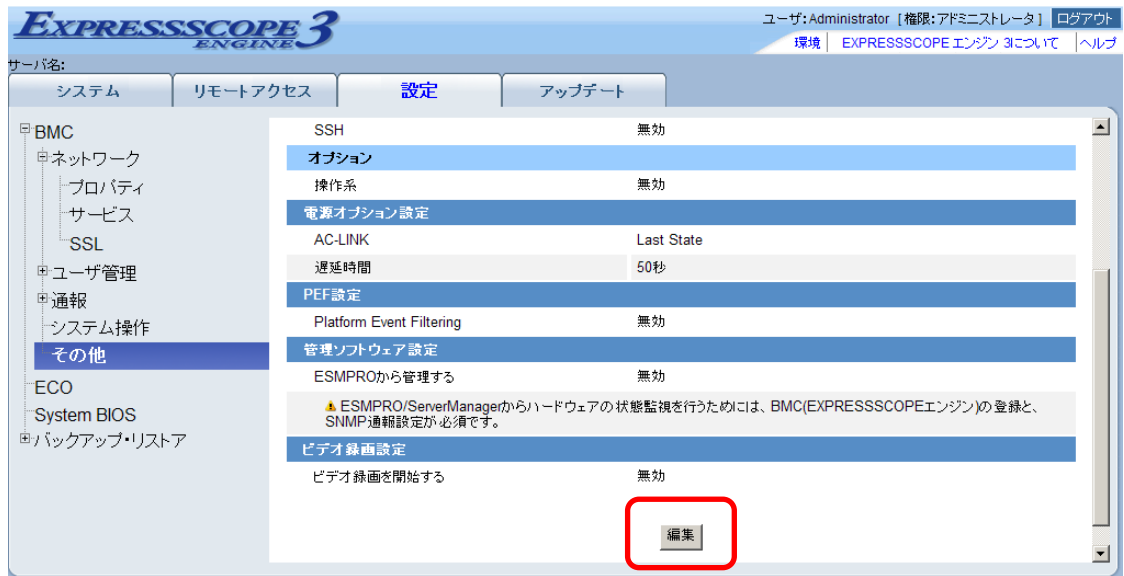 EXPRESSSCOPE ENGINE 3
ユーザ:Administrator [権限:アドミニストレータ] ログアウト
環境 EXPRESSSCOPE エンジン 3について ヘルプ
サーバ名:
システム リモートアクセス 設定 アップデート
BMC
ネットワーク
プロパティ
サービス
SSL
ユーザ管理
通報
システム操作
その他
ECO
System BIOS
バックアップ・リストア
SSH 無効
オプション
操作系 無効
電源オプション設定
AC-LINK Last State
遅延時間 50秒
PEF設定
Platform Event Filtering 無効
管理ソフトウェア設定
ESMPROから管理する 無効
ESMPRO/ServerManagerからハードウェアの状態監視を行うためには、BMC(EXPRESSSCOPEエンジン)の登録と、
SNMP通報設定が必須です。
ビデオ録画設定
ビデオ録画を開始する 無効
編集